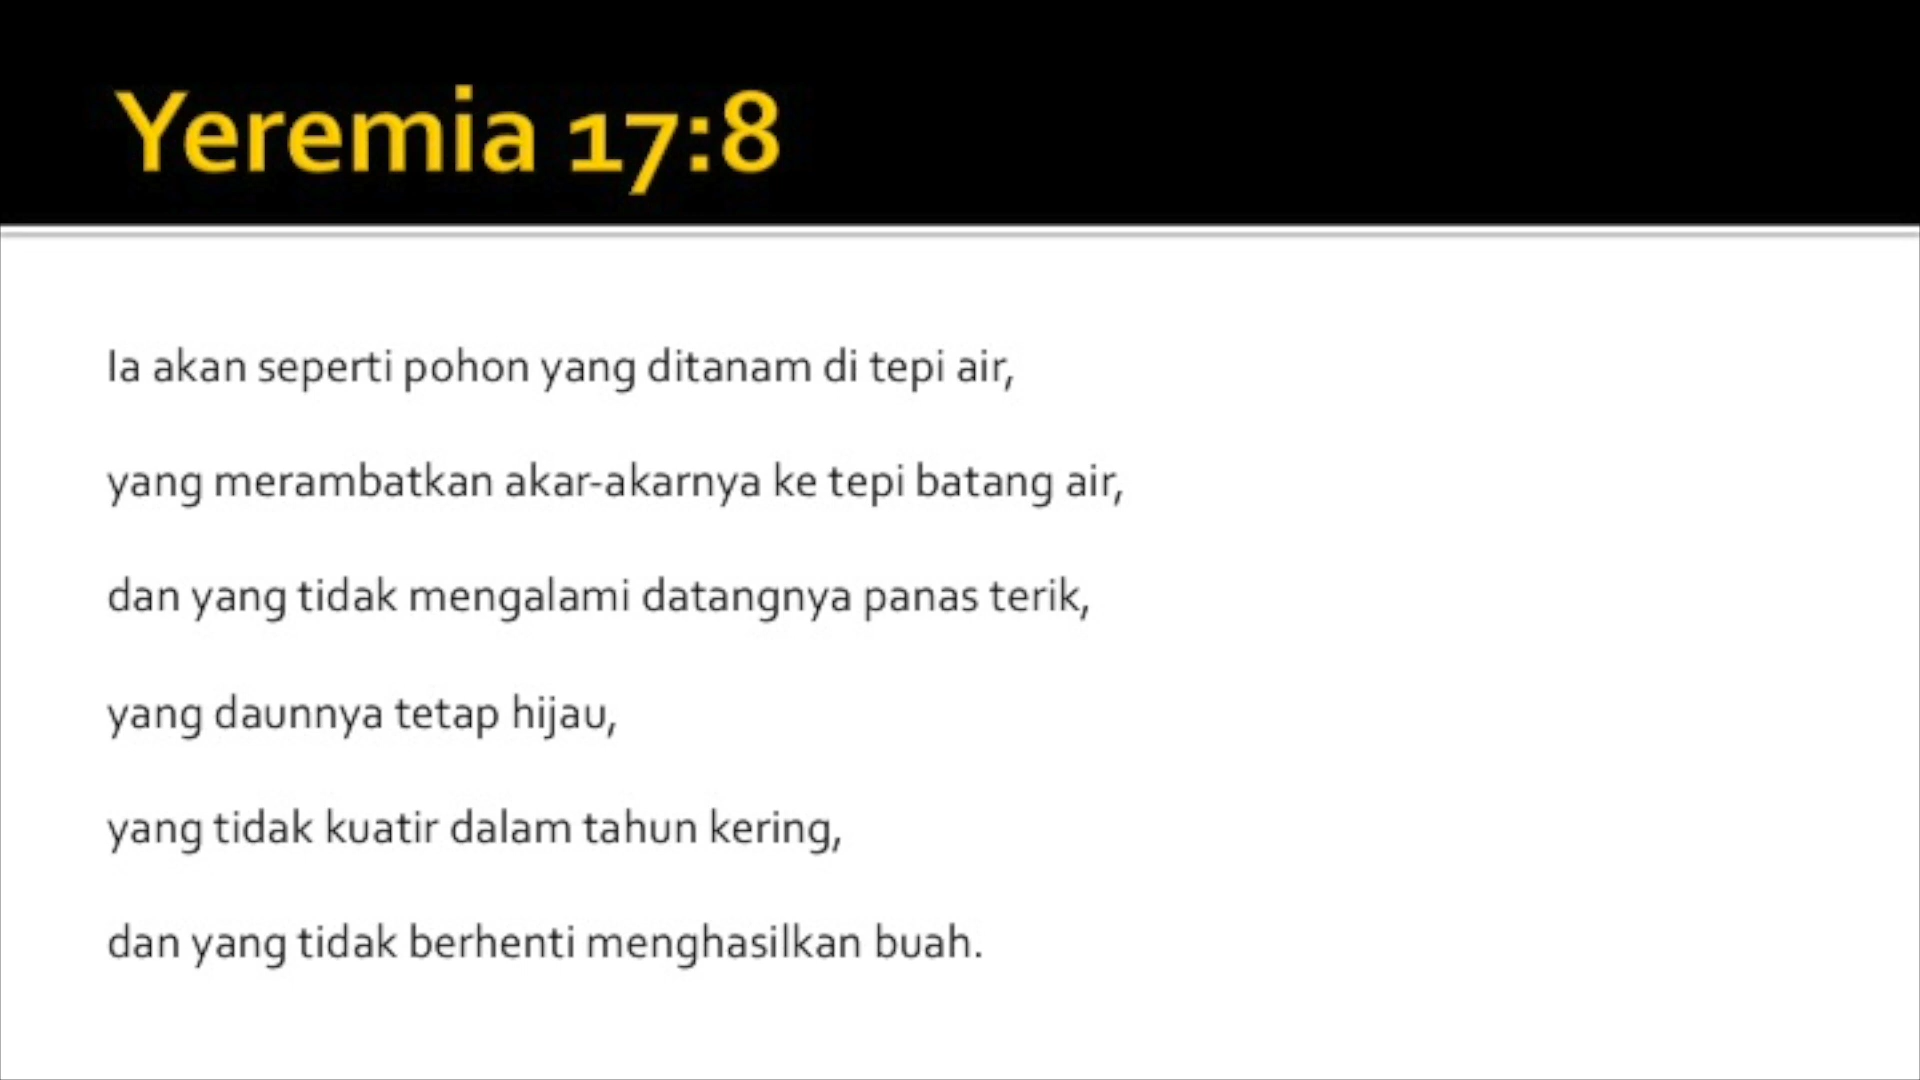 Yeremia 17:8
Ia akan seperti pohon yang ditanam di tepi air,
yang merambatkan akar-akarnya ke tepi batang air,
dan yang tidak mengalami datangnya panas terik,
yang daunnya tetap hijau,
yang tidak kuatir dalam tahun kering,
dan yang tidak berhenti menghasilkan buah.